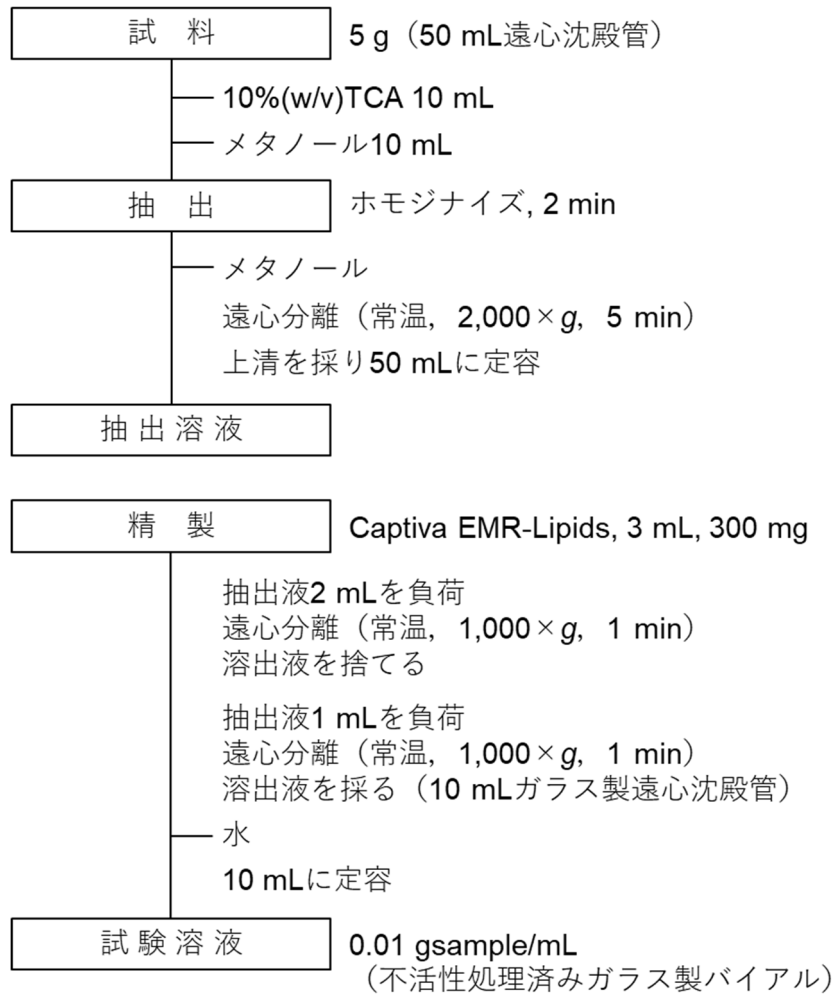 試 料
5 g（50 mL遠心沈殿管）
10%(w/v)TCA 10 mL
メタノール10 mL
抽 出
ホモジナイズ, 2 min
メタノール
遠心分離（常温，2,000×g，5 min）
上清を採り50 mLに定容
抽出溶液
精 製
Captiva EMR-Lipids, 3 mL, 300 mg
抽出液2 mLを負荷
遠心分離（常温，1,000×g，1 min）
溶出液を捨てる
抽出液1 mLを負荷
遠心分離（常温，1,000×g，1 min）
溶出液を採る（10 mLガラス製遠心沈殿管）
水
10 mLに定容
試験溶液
0.01 gsample/mL
（不活性処理済みガラス製バイアル）